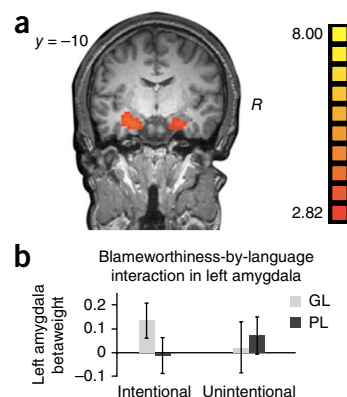 a
y = −10
8.00
R
2.82
b
Blameworthiness-by-language
interaction in left amygdala
Left amygdala
betaweight
0.2
0.1
0
−0.1
GL
PL
Intentional
Unintentional